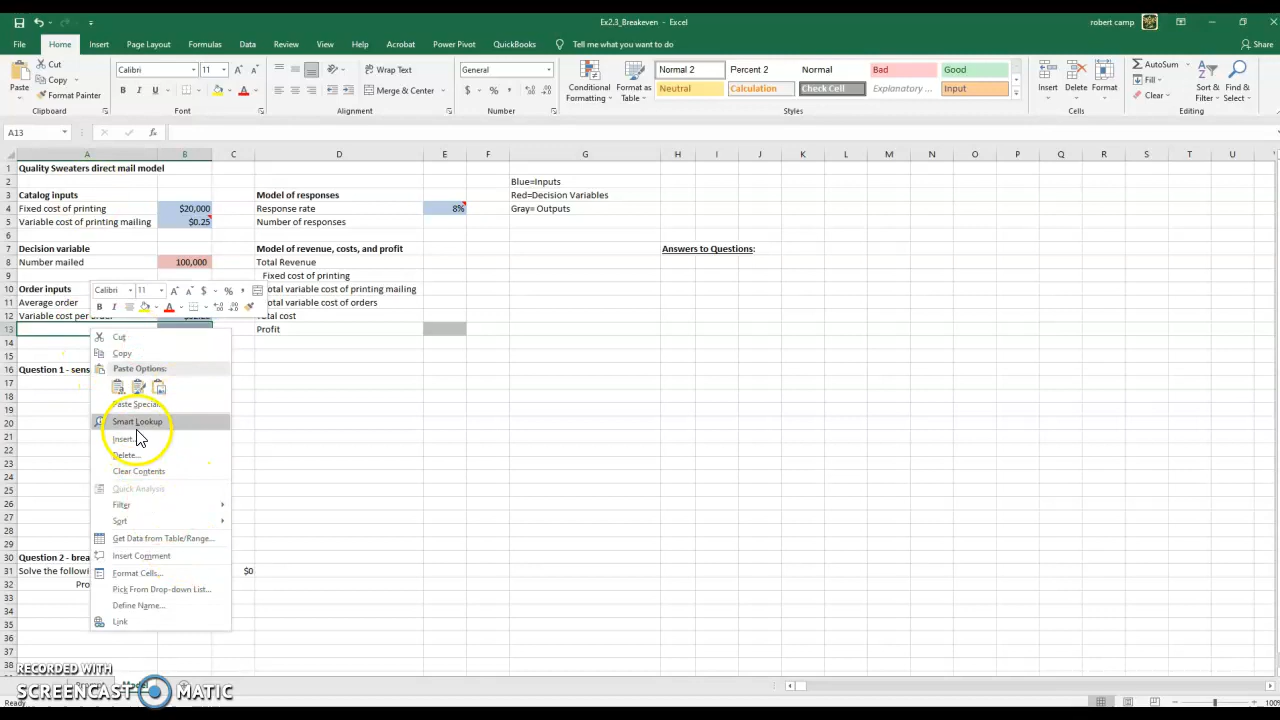 Ex2.3_Breakeven - Excel
robert camp
File Home Insert Page Layout Formulas Data Review View Help Acrobat Power Pivot QuickBooks Tell me what you want to do Share
Paste Cut Copy Format Painter Clipboard
Calibri 11 B I U A Font
Wrap Text Merge & Center Alignment
General $ % , Number
Conditional Formatting Format as Table
Normal 2 Percent 2 Normal Bad Good
Neutral Calculation Check Cell Explanatory ... Input
Styles
Insert Delete Format Cells
AutoSum Fill Clear Sort & Filter Find & Select Editing
A13 fx
A B C D E F G H I J K L M N O P Q R S T U
1 Quality Sweaters direct mail model
2 Blue=Inputs
3 Catalog inputs Model of responses Red=Decision Variables
4 Fixed cost of printing $20,000 Response rate 8% Gray= Outputs
5 Variable cost of printing mailing $0.25 Number of responses
6
7 Decision variable Model of revenue, costs, and profit Answers to Questions:
8 Number mailed 100,000 Total Revenue
9 Fixed cost of printing
10 Order inputs otal variable cost of printing mailing
11 Average order otal variable cost of orders
12 Variable cost per order otal cost
13 Profit
14
15
16 Question 1 - sens
17
18
19
20
21
22
23
24
25
26
27
28
29
30 Question 2 - brea
31 Solve the followi $0
32 Pro
33
34
35
36
37
38
Calibri 11 A A $ % ,
B I A
Cut
Copy
Paste Options:
Paste Special...
Smart Lookup
Insert...
Delete...
Clear Contents
Quick Analysis
Filter
Sort
Get Data from Table/Range...
Insert Comment
Format Cells...
Pick From Drop-down List...
Define Name...
Link
RECORDED WITH
SCREENCAST MATIC
Model
Ready
100%